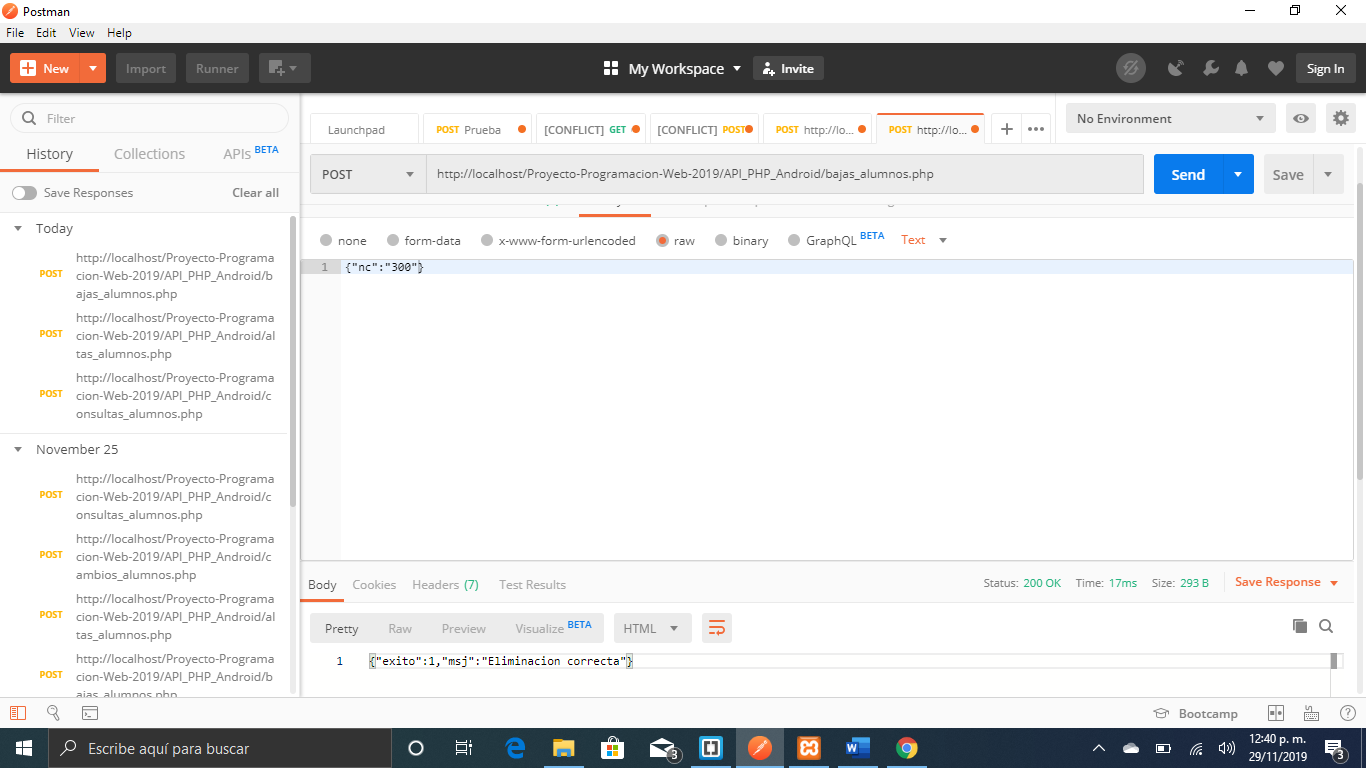 Postman
File Edit View Help
New Import Runner My Workspace Invite Sign In
Filter
History Collections APIs BETA
Save Responses Clear all
Today
POST http://localhost/Proyecto-Programa
cion-Web-2019/API_PHP_Android/b
ajas_alumnos.php
POST http://localhost/Proyecto-Programa
cion-Web-2019/API_PHP_Android/al
tas_alumnos.php
POST http://localhost/Proyecto-Programa
cion-Web-2019/API_PHP_Android/c
onsultas_alumnos.php
November 25
POST http://localhost/Proyecto-Programa
cion-Web-2019/API_PHP_Android/c
onsultas_alumnos.php
POST http://localhost/Proyecto-Programa
cion-Web-2019/API_PHP_Android/c
ambios_alumnos.php
POST http://localhost/Proyecto-Programa
cion-Web-2019/API_PHP_Android/al
tas_alumnos.php
POST http://localhost/Proyecto-Programa
cion-Web-2019/API_PHP_Android/b
ajas_alumnos.php
Launchpad POST Prueba [CONFLICT] GET [CONFLICT] POST POST http://lo... POST http://lo...
No Environment
POST http://localhost/Proyecto-Programacion-Web-2019/API_PHP_Android/bajas_alumnos.php Send Save
none form-data x-www-form-urlencoded raw binary GraphQL BETA Text
1 {"nc":"300"}
Body Cookies Headers (7) Test Results Status: 200 OK Time: 17ms Size: 293 B Save Response
Pretty Raw Preview Visualize BETA HTML
1 {"exito":1,"msj":"Eliminacion correcta"}
Bootcamp
Escribe aquí para buscar
3
12:40 p. m.
29/11/2019
3